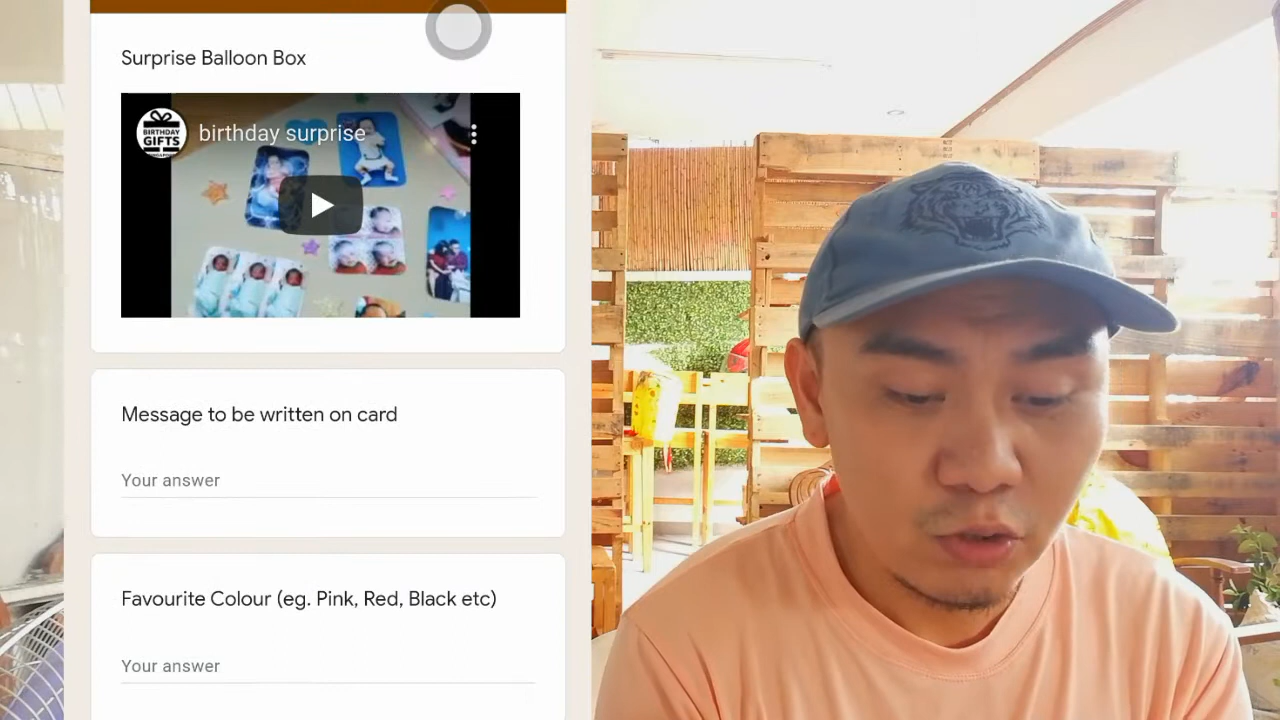 Surprise Balloon Box
BIRTHDAY
GIFTS
birthday surprise
Message to be written on card
Your answer
Favourite Colour (eg. Pink, Red, Black etc)
Your answer